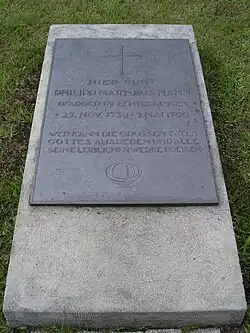 HIER RUHT
PHILIPP MATTHÄUS HAHN
PFARRER IN ECHTERDINGEN
* 25. NOV. 1739 † 2. MAI 1790
WER KANN DIE GROSSEN TATEN
GOTTES AUSREDEN UND ALLE
SEINE LÖBLICHEN WERKE PREISEN